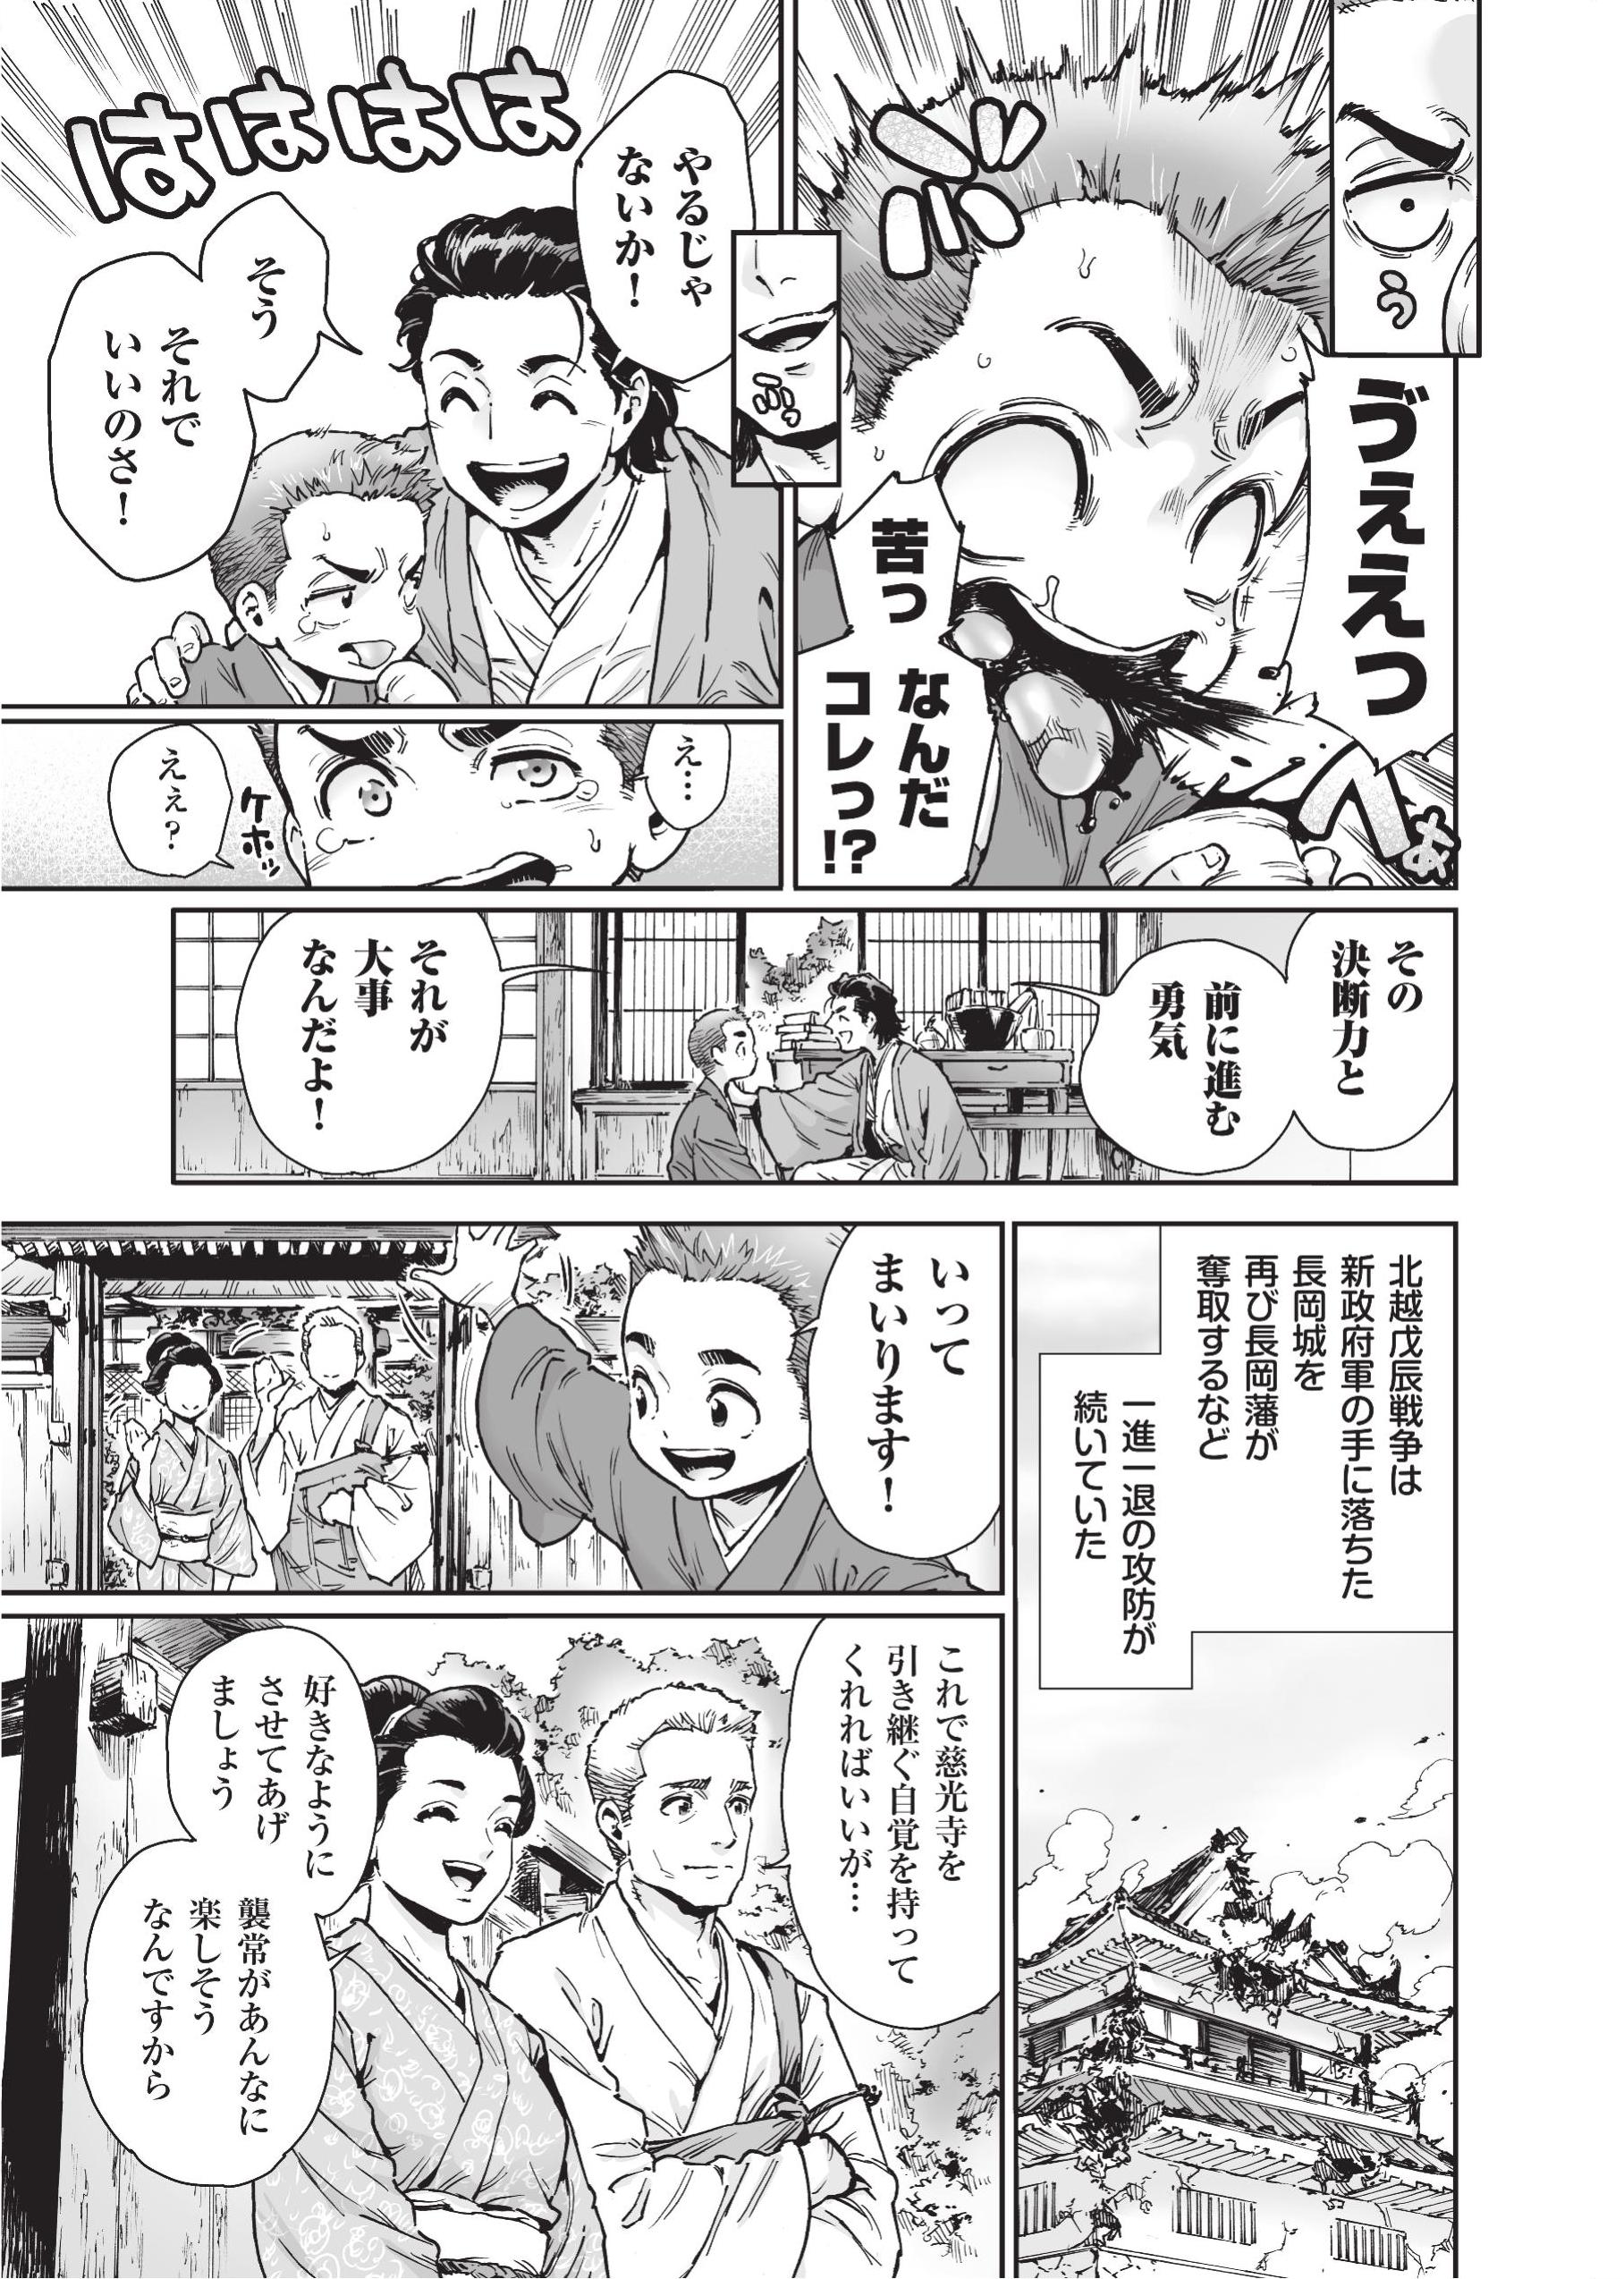 う
ブバッ
ゔええっ
べぁ
苦っ
なんだ
コレっ!?
ふっ
やるじゃ
ないか！
はははは
そう
それで
いいのさ！
え…
ケホッ
ええ？
その
決断力と
前に進む
勇気
それが
大事
なんだよ！
北越戊辰戦争は
新政府軍の手に落ちた
長岡城を
再び長岡藩が
奪取するなど
一進一退の攻防が
続いていた
いって
まいります！
これで慈光寺を
引き継ぐ自覚を持って
くれればいいが…
好きなように
させてあげ
ましょう
襲常があんなに
楽しそう
なんですから